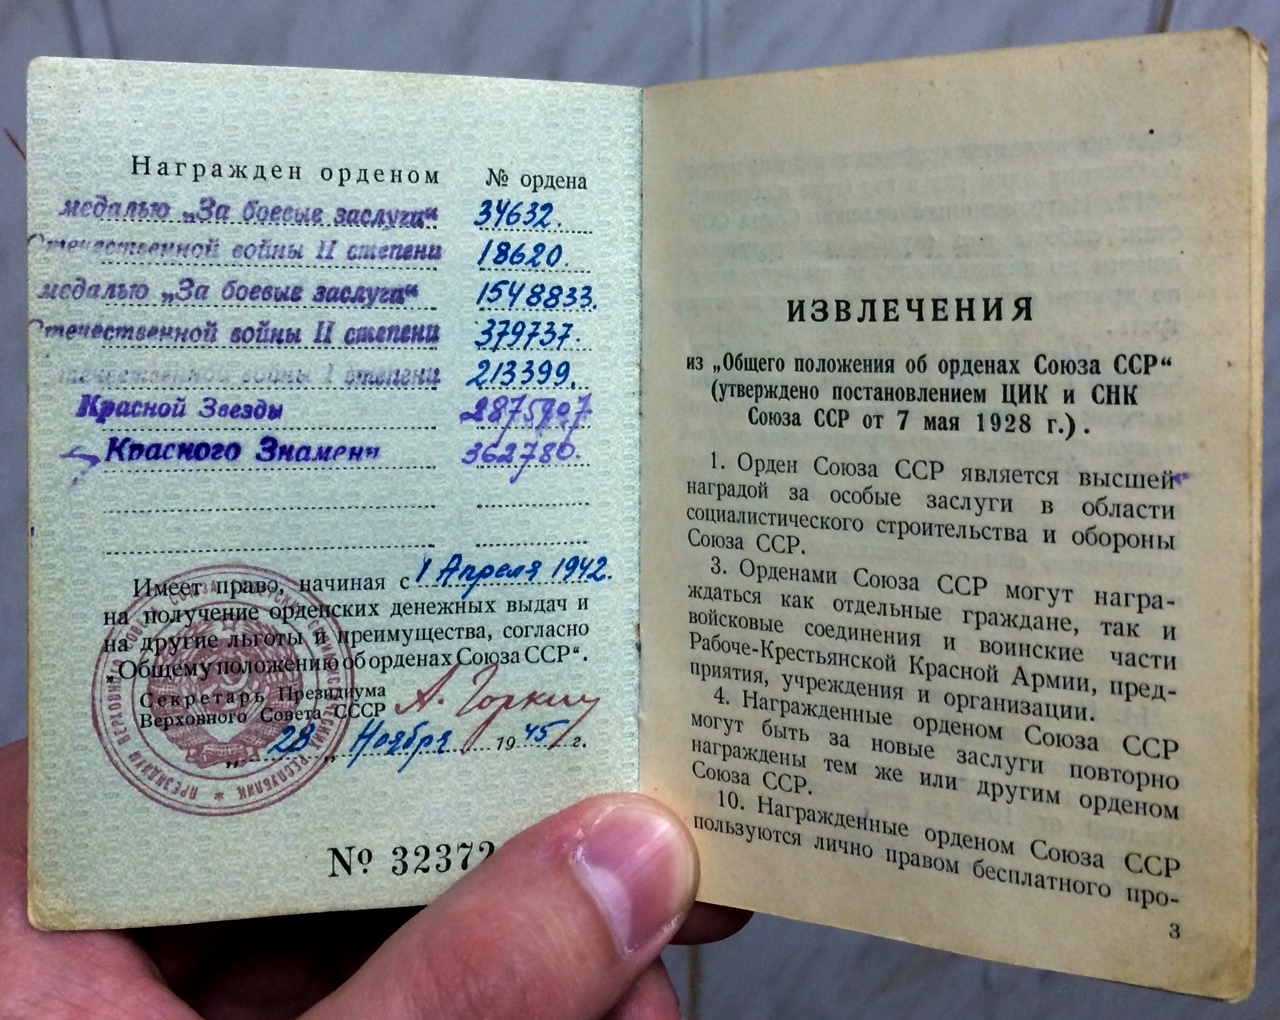 Награжден орденом № ордена
медалью „За боевые заслуги“ 34632.
Отечественной войны II степени 18620.
медалью „За боевые заслуги“ 1548833.
Отечественной войны II степени 379737.
Отечественной войны I степени 213399.
Красной Звезды
Красного Знамени 362780.
Имеет право, начиная с 1 Апреля 1942.
на получение орденских денежных выдач и
на другие льготы и преимущества, согласно
„Общему положению об орденах Союза ССР“.
Секретарь Президиума
Верховного Совета СССР А. Горкин
„28„ Ноября 1945 г.
№ 32372
ИЗВЛЕЧЕНИЯ
из „Общего положения об орденах Союза ССР“
(утверждено постановлением ЦИК и СНК
Союза ССР от 7 мая 1928 г.).
1. Орден Союза ССР является высшей
наградой за особые заслуги в области
социалистического строительства и обороны
Союза ССР.
3. Орденами Союза ССР могут награ-
ждаться как отдельные граждане, так и
войсковые соединения и воинские части
Рабоче-Крестьянской Красной Армии, пред-
приятия, учреждения и организации.
4. Награжденные орденом Союза ССР
могут быть за новые заслуги повторно
награждены тем же или другим орденом
Союза ССР.
10. Награжденные орденом Союза ССР
пользуются лично правом бесплатного про-
3